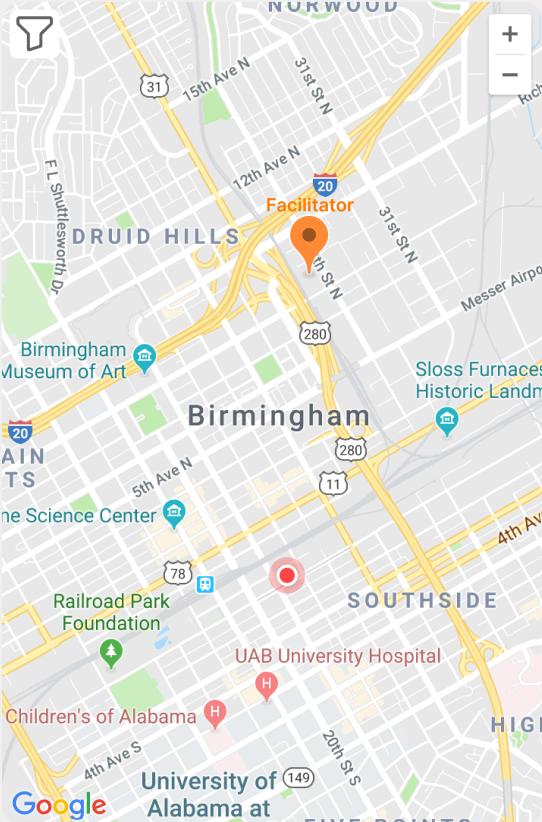 NORWOOD
+
−
31
15th Ave N
31st St N
Rich
F L Shuttlesworth Dr
12th Ave N
20
Facilitator
31st St N
DRUID HILLS
th St N
Messer Airpo
280
Birmingham
Museum of Art
Sloss Furnaces
Historic Landm
Birmingham
20
280
AIN
TS
5th Ave N
11
ne Science Center
4th Av
78
Railroad Park
Foundation
SOUTHSIDE
UAB University Hospital
H
Children's of Alabama
H
HIG
4th Ave S
20th St S
University of
Alabama at
149
Google
FIVE POINTS